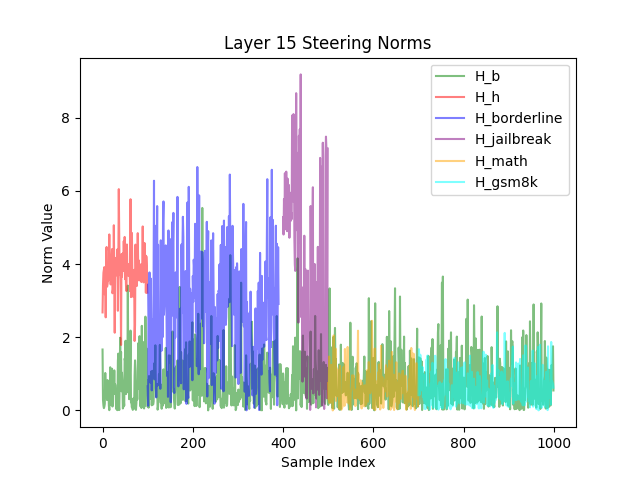 Layer 15 Steering Norms
H_b
H_h
H_borderline
H_jailbreak
H_math
H_gsm8k
8
6
4
2
0
Norm Value
0
200
400
600
800
1000
Sample Index